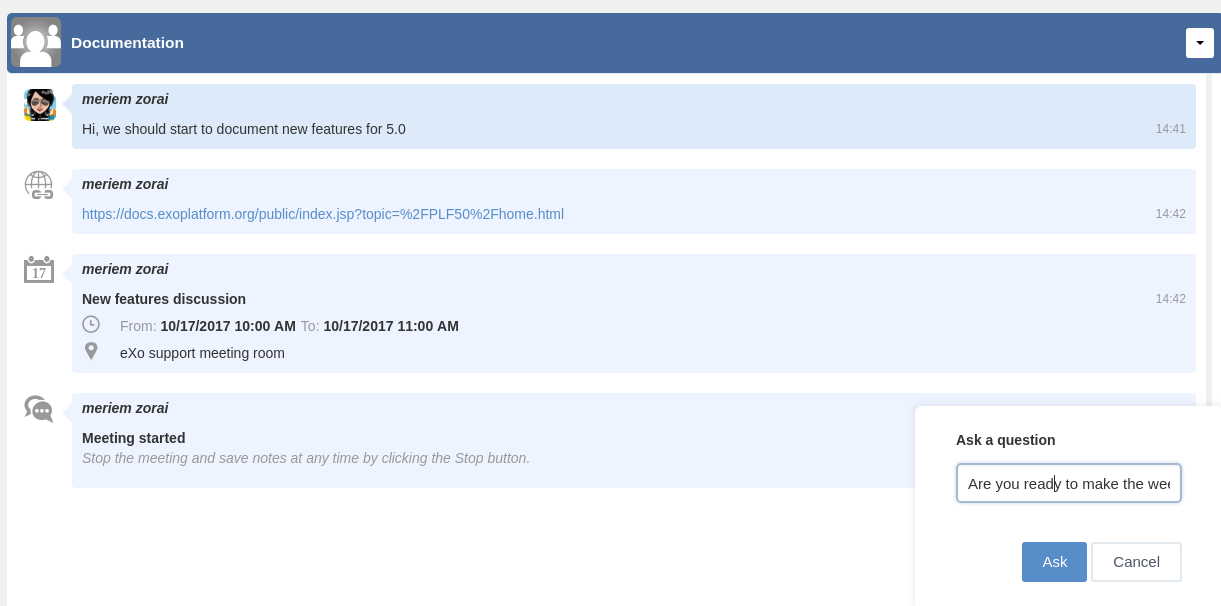 Documentation
meriem zorai
Hi, we should start to document new features for 5.0 14:41
meriem zorai
https://docs.exoplatform.org/public/index.jsp?topic=%2FPLF50%2Fhome.html 14:42
17
meriem zorai
New features discussion 14:42
From: 10/17/2017 10:00 AM To: 10/17/2017 11:00 AM
eXo support meeting room
meriem zorai
Meeting started
Stop the meeting and save notes at any time by clicking the Stop button.
Ask a question
Are you ready to make the
Ask Cancel